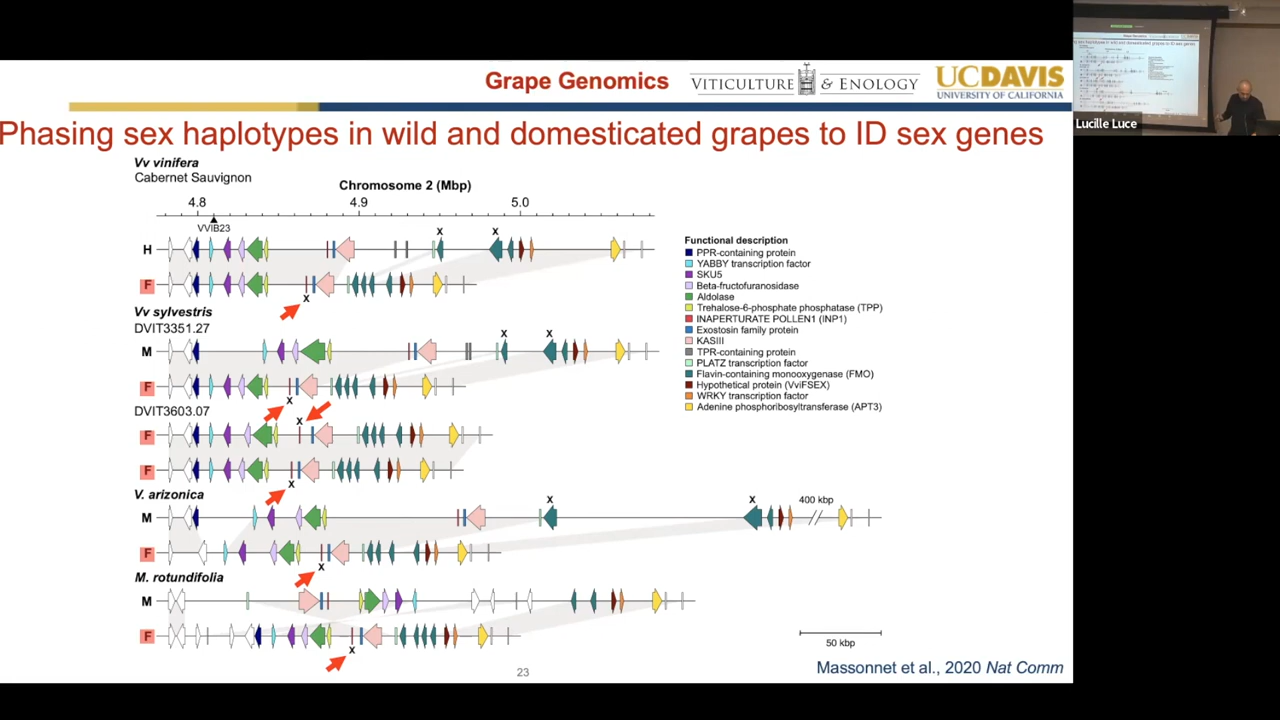 Grape Genomics
VITICULTURE & ENOLOGY
UCDAVIS
UNIVERSITY OF CALIFORNIA
Lucille Luce
Phasing sex haplotypes in wild and domesticated grapes to ID sex genes
Vv vinifera
Cabernet Sauvignon
Chromosome 2 (Mbp)
4.8 4.9 5.0
VVIB23
x x
H
F
x
Vv sylvestris
DVIT3351.27
x x
M
F
x
DVIT3603.07
x
F
F
x
V. arizonica
x x 400 kbp
M
F
x
M. rotundifolia
M
F
x
Functional description
PPR-containing protein
YABBY transcription factor
SKU5
Beta-fructofuranosidase
Aldolase
Trehalose-6-phosphate phosphatase (TPP)
INAPERTURATE POLLEN1 (INP1)
Exostosin family protein
KASIII
TPR-containing protein
PLATZ transcription factor
Flavin-containing monooxygenase (FMO)
Hypothetical protein (VviFSEX)
WRKY transcription factor
Adenine phosphoribosyltransferase (APT3)
50 kbp
Massonnet et al., 2020 Nat Comm
23